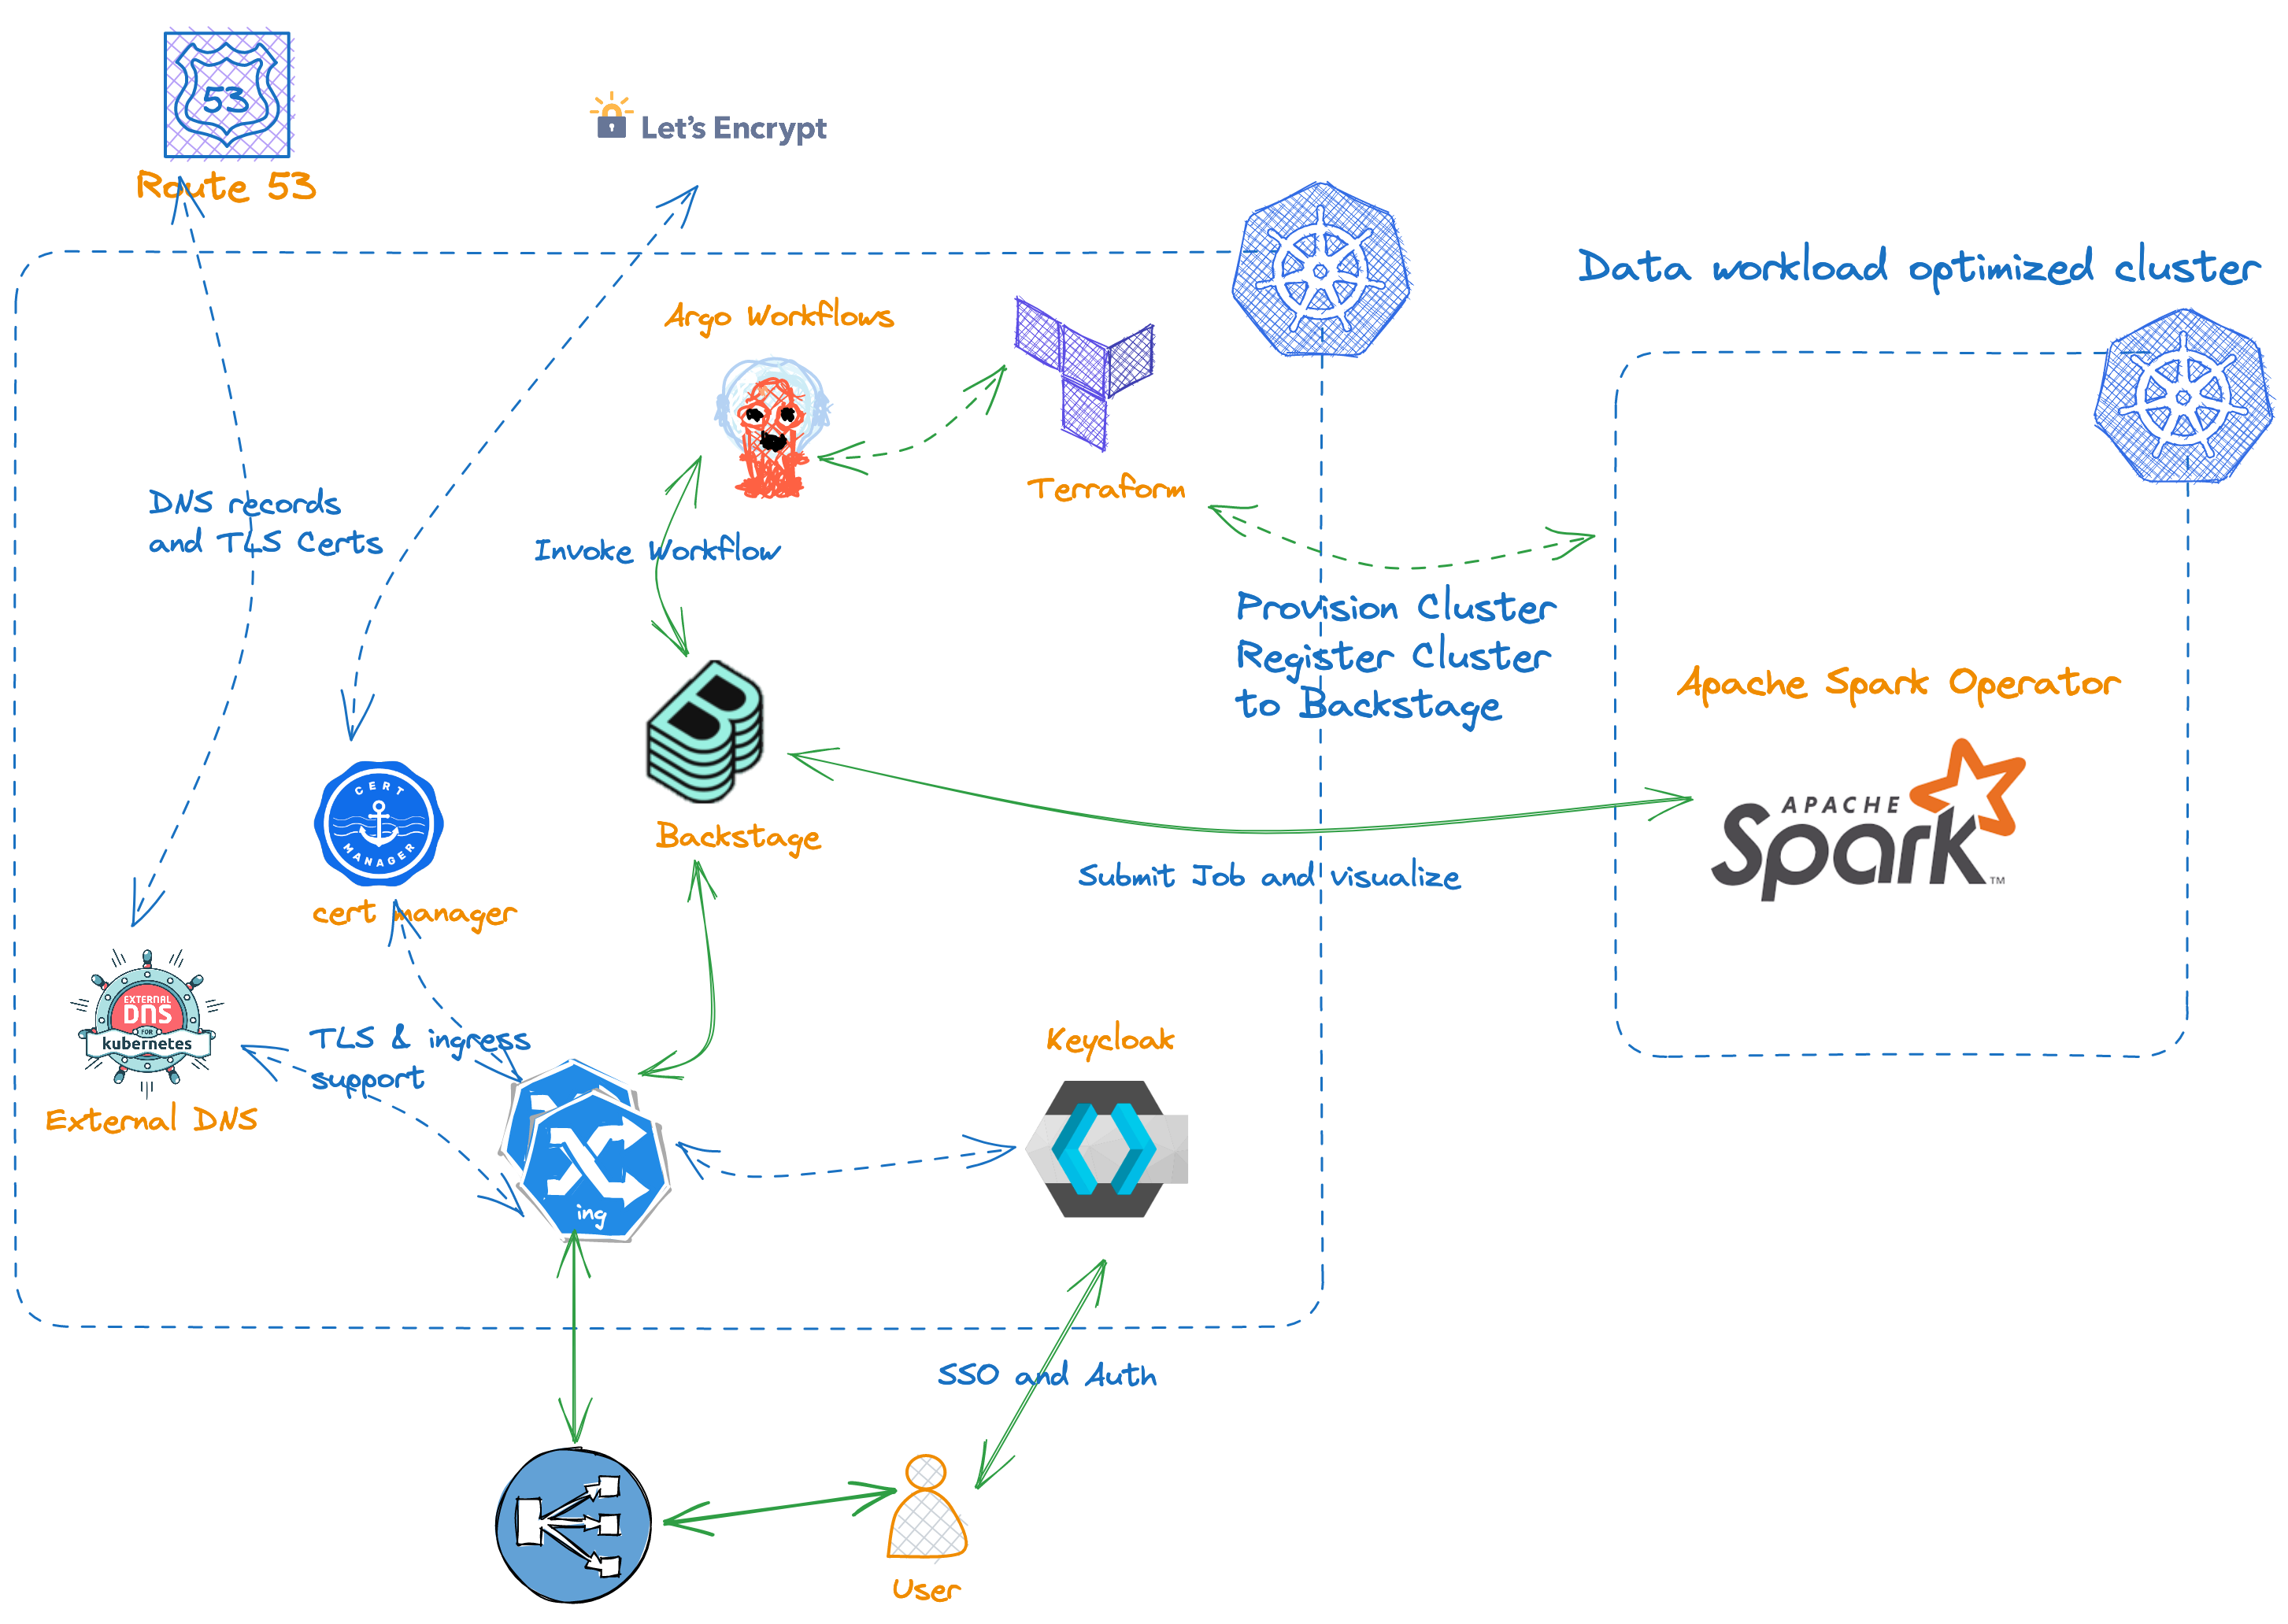 53
Route 53
Let's Encrypt
Data workload optimized cluster
Argo Workflows
Terraform
DNS records
and TLS Certs
Invoke Workflow
Provision Cluster
Register Cluster
to Backstage
Apache Spark Operator
APACHE
Spark™
CERT
MANAGER
cert manager
Backstage
Submit Job and visualize
EXTERNAL
DNS
FOR
kubernetes
External DNS
TLS & ingress
support
ing
Keycloak
SSO and Auth
User